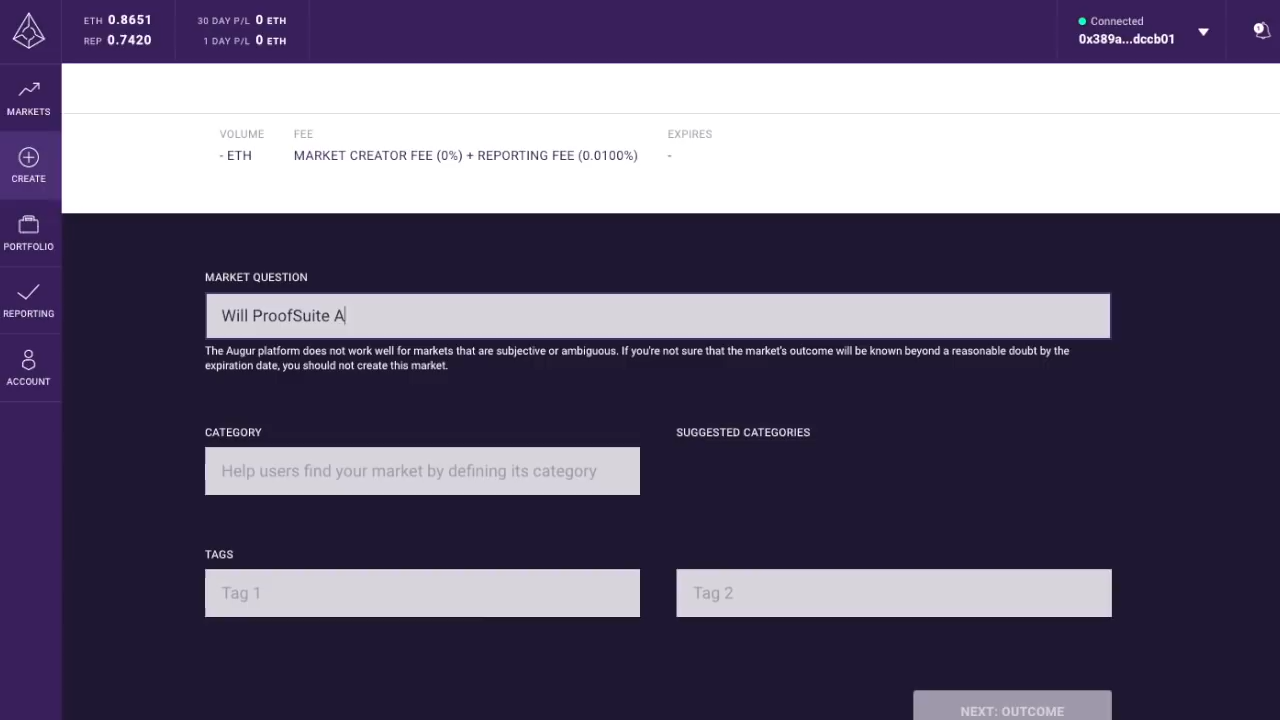 ETH 0.8651
REP 0.7420
30 DAY P/L 0 ETH
1 DAY P/L 0 ETH
Connected
0x389a...dccb01
1
MARKETS
CREATE
PORTFOLIO
REPORTING
ACCOUNT
VOLUME FEE EXPIRES
- ETH MARKET CREATOR FEE (0%) + REPORTING FEE (0.0100%) -
MARKET QUESTION
Will ProofSuite A
The Augur platform does not work well for markets that are subjective or ambiguous. If you're not sure that the market's outcome will be known beyond a reasonable doubt by the
expiration date, you should not create this market.
CATEGORY SUGGESTED CATEGORIES
Help users find your market by defining its category
TAGS
Tag 1 Tag 2
NEXT: OUTCOME